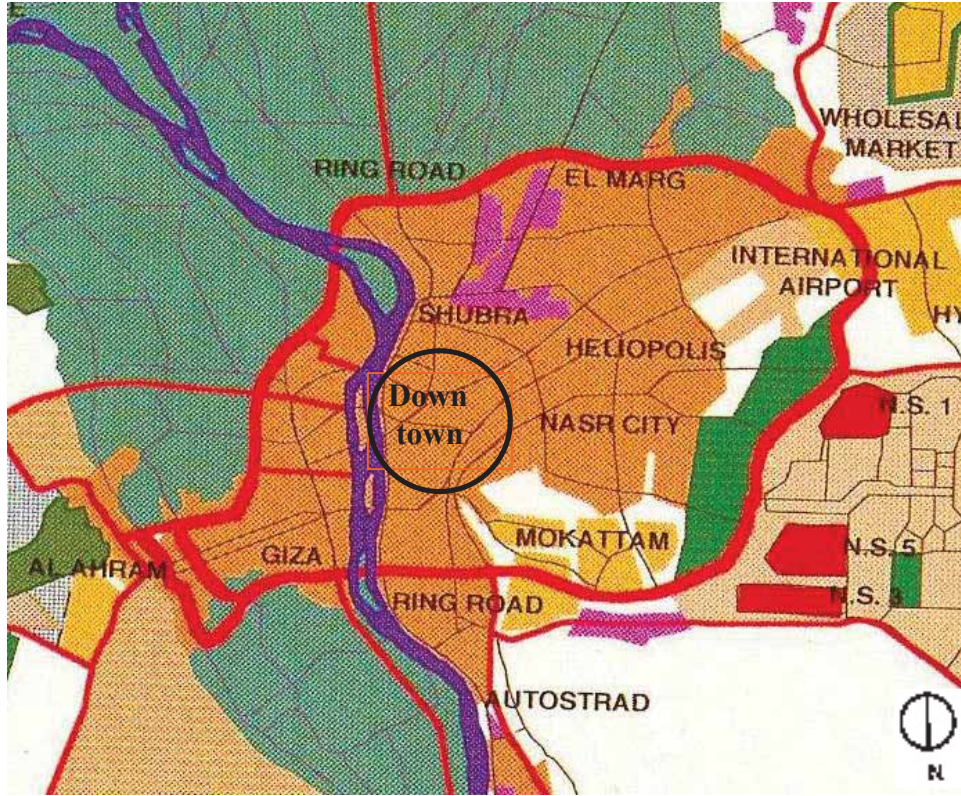 E
WHOLESAL
MARKET
RING ROAD
EL MARG
INTERNATIONAL
AIRPORT
SHUBRA
HY
HELIOPOLIS
Down
town
N.S. 1
NASR CITY
MOKATTAM
N.S. 5
GIZA
AL AHRAM
RING ROAD
AUTOSTRAD
N